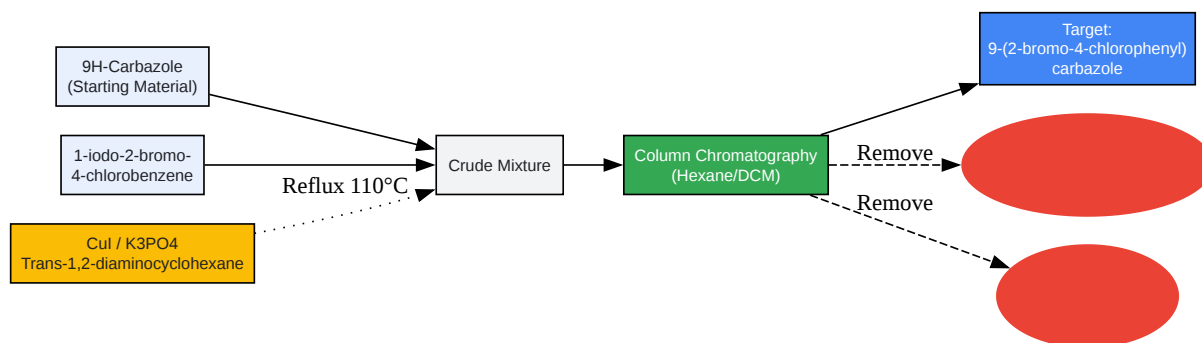 9H-Carbazole
(Starting Material)
1-iodo-2-bromo-
4-chlorobenzene
Reflux 110°C
CuI / K3PO4
Trans-1,2-diaminocyclohexane
Crude Mixture
Column Chromatography
(Hexane/DCM)
Remove
Remove
Target:
9-(2-bromo-4-chlorophenyl)
carbazole